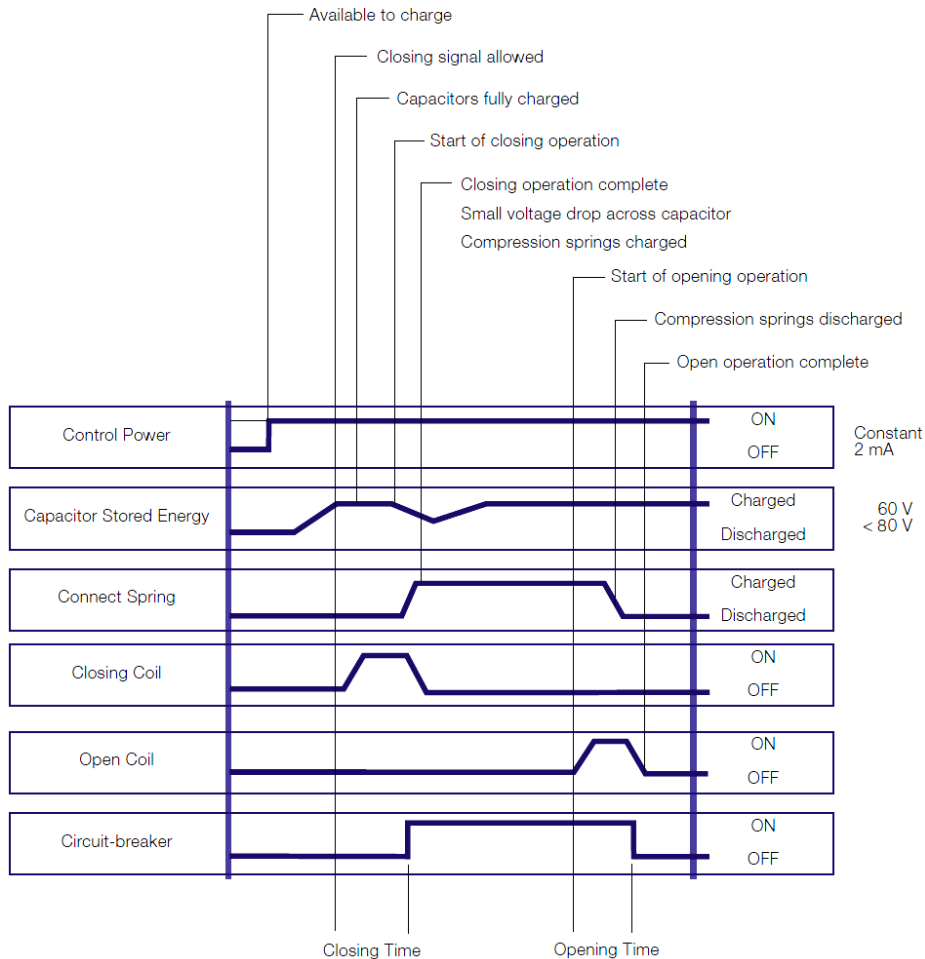 Available to charge
Closing signal allowed
Capacitors fully charged
Start of closing operation
Closing operation complete
Small voltage drop across capacitor
Compression springs charged
Start of opening operation
Compression springs discharged
Open operation complete
Control Power
ON
OFF
Constant
2 mA
Capacitor Stored Energy
Charged
Discharged
60 V
< 80 V
Connect Spring
Charged
Discharged
Closing Coil
ON
OFF
Open Coil
ON
OFF
Circuit-breaker
ON
OFF
Closing Time
Opening Time